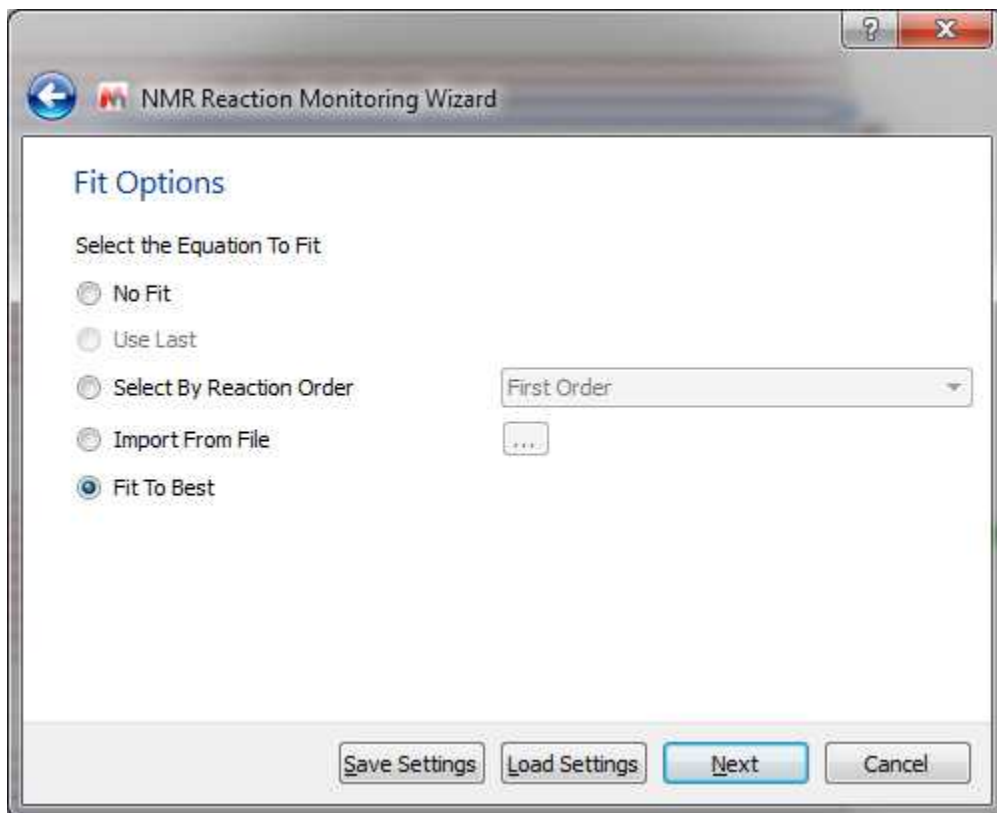 ?
NMR Reaction Monitoring Wizard
Fit Options
Select the Equation To Fit
No Fit
Use Last
Select By Reaction Order First Order
Import From File ...
Fit To Best
Save Settings Load Settings Next Cancel